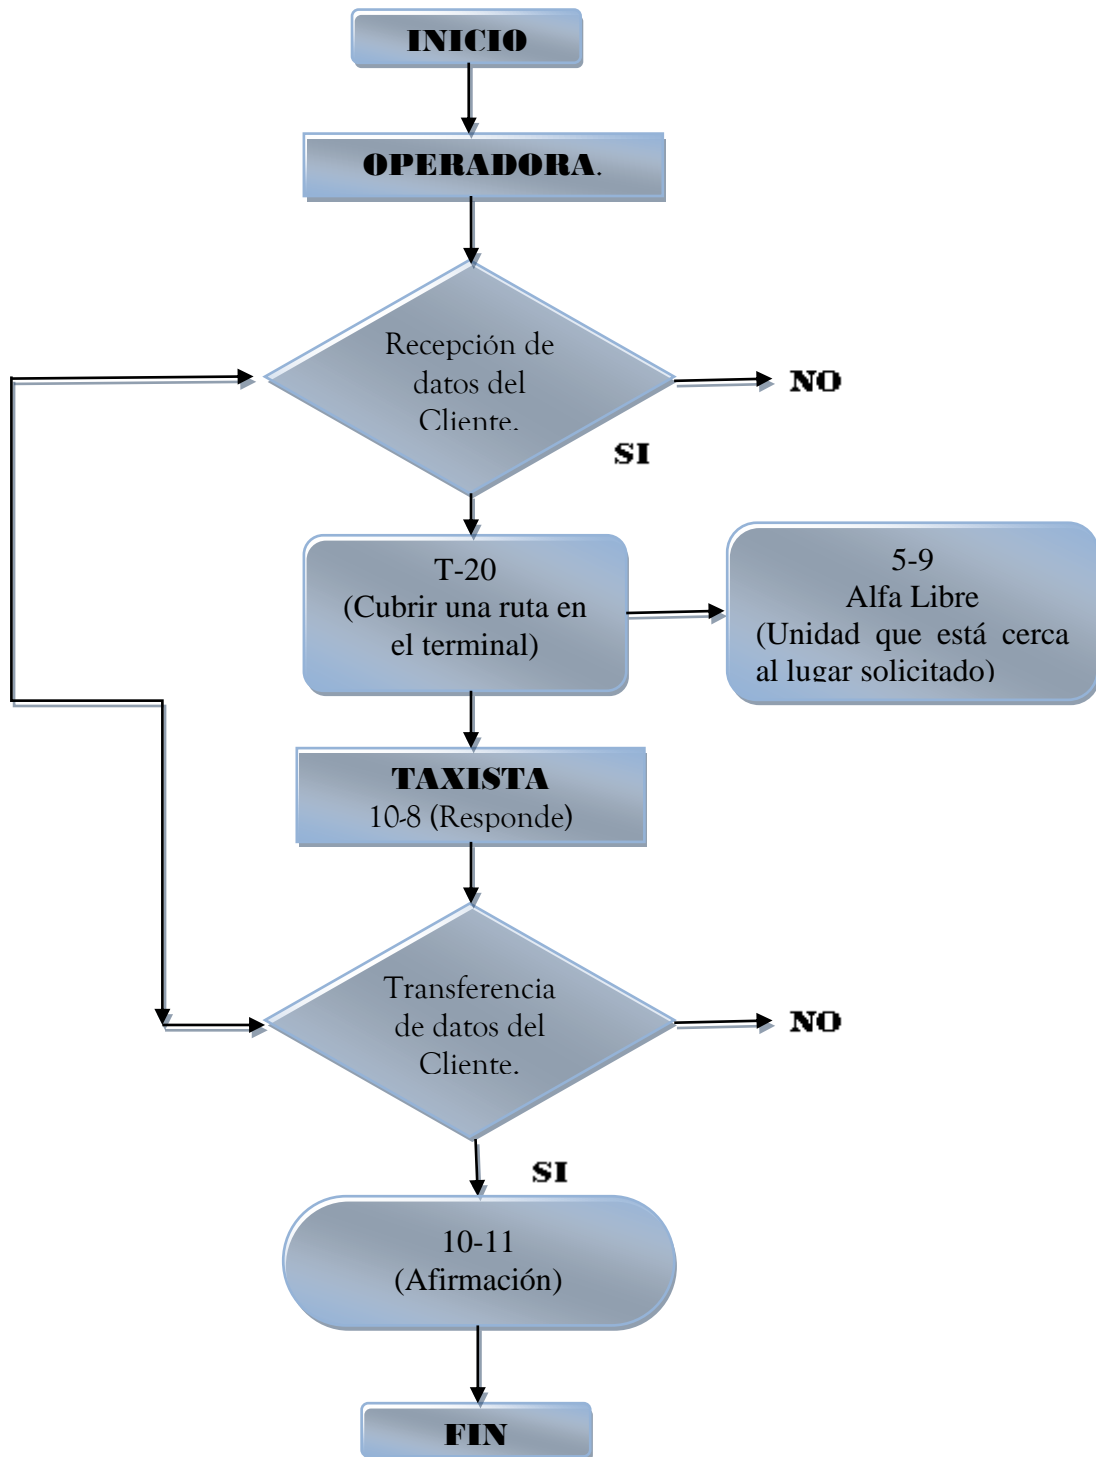 INICIO
OPERADORA.
Recepción de
datos del
Cliente.
NO
SI
T-20
(Cubrir una ruta en
el terminal)
5-9
Alfa Libre
(Unidad que está cerca
al lugar solicitado)
TAXISTA
10-8 (Responde)
Transferencia
de datos del
Cliente.
NO
SI
10-11
(Afirmación)
FIN